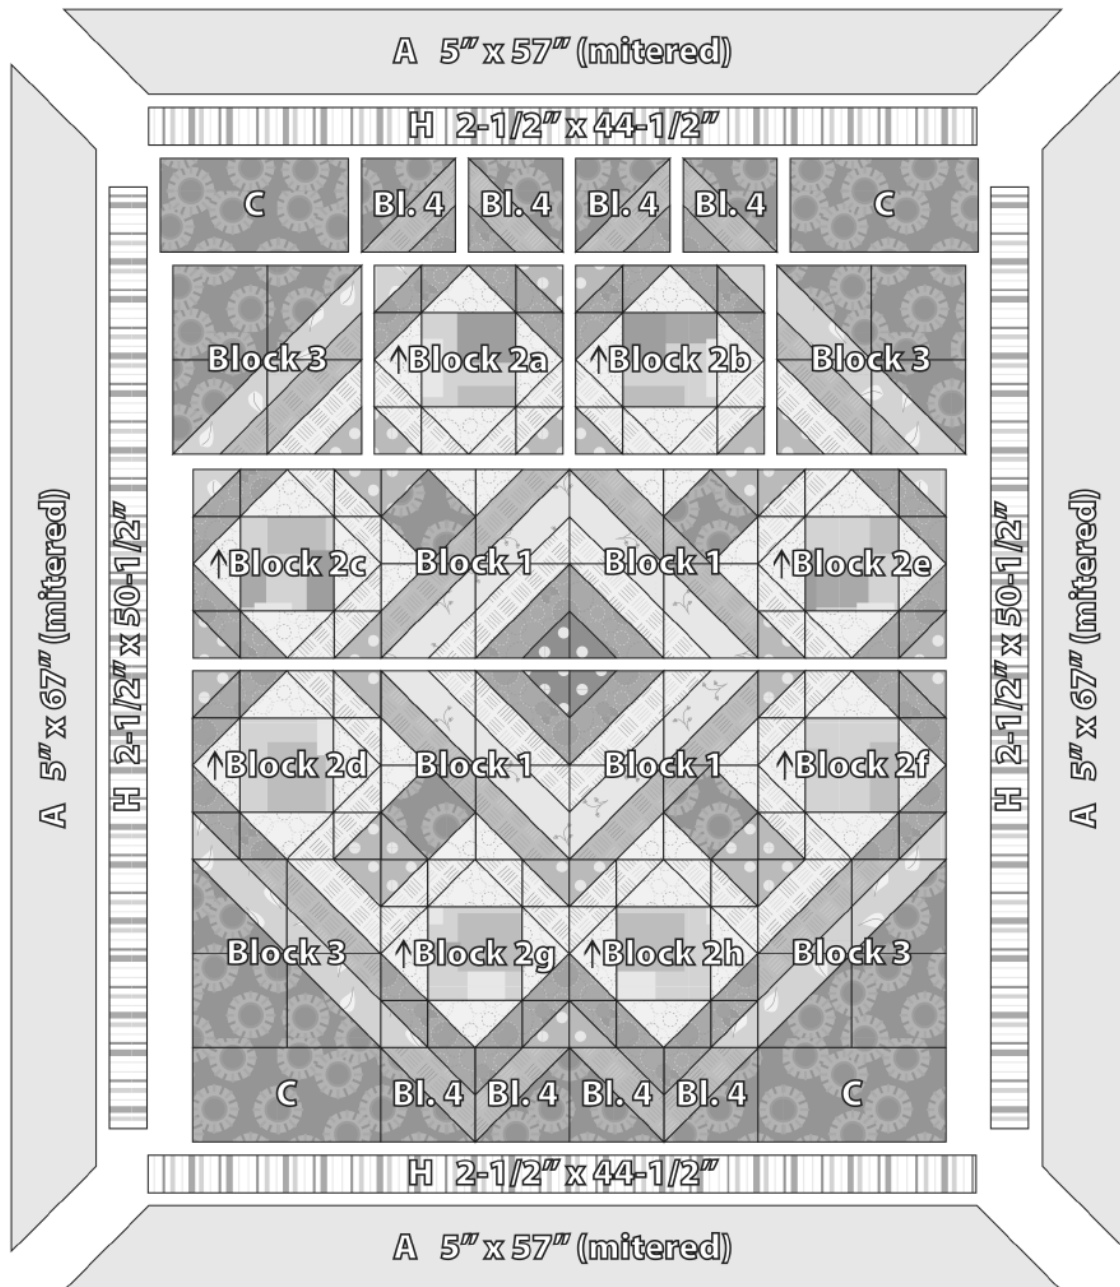 A 5" x 57" (mitered)
H 2-1/2" x 44-1/2"
C Bl. 4 Bl. 4 Bl. 4 Bl. 4 C
Block 3 ↑Block 2a ↑Block 2b Block 3
A 5" x 67" (mitered)
H 2-1/2" x 50-1/2"
↑Block 2c Block 1 Block 1 ↑Block 2e
H 2-1/2" x 50-1/2"
A 5" x 67" (mitered)
↑Block 2d Block 1 Block 1 ↑Block 2f
Block 3 ↑Block 2g ↑Block 2h Block 3
C Bl. 4 Bl. 4 Bl. 4 Bl. 4 C
H 2-1/2" x 44-1/2"
A 5" x 57" (mitered)